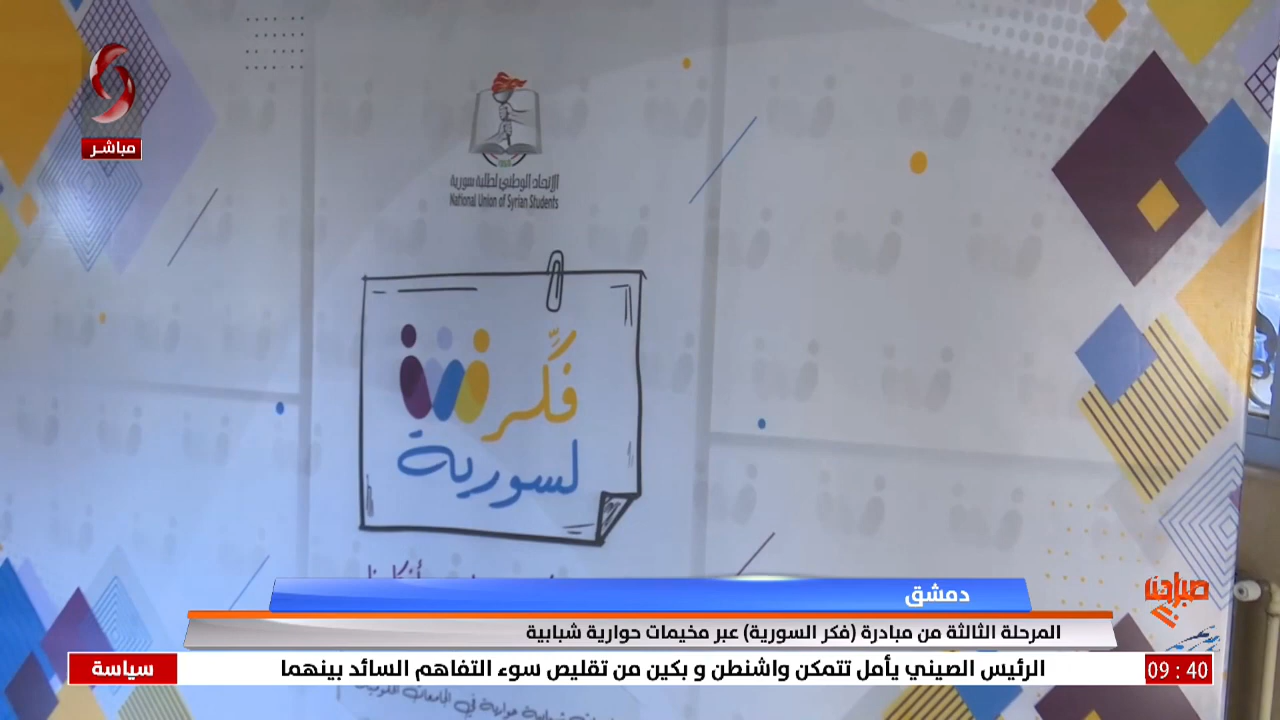 مباشر
الإتحاد الوطني لطلبة سورية
National Union of Syrian Students
فكّر
لسورية
صباحنا
دمشق
المرحلة الثالثة من مبادرة (فكر السورية) عبر مخيمات حوارية شبابية
سياسة
الرئيس الصيني يأمل تتمكن واشنطن و بكين من تقليص سوء التفاهم السائد بينهما
09 : 40